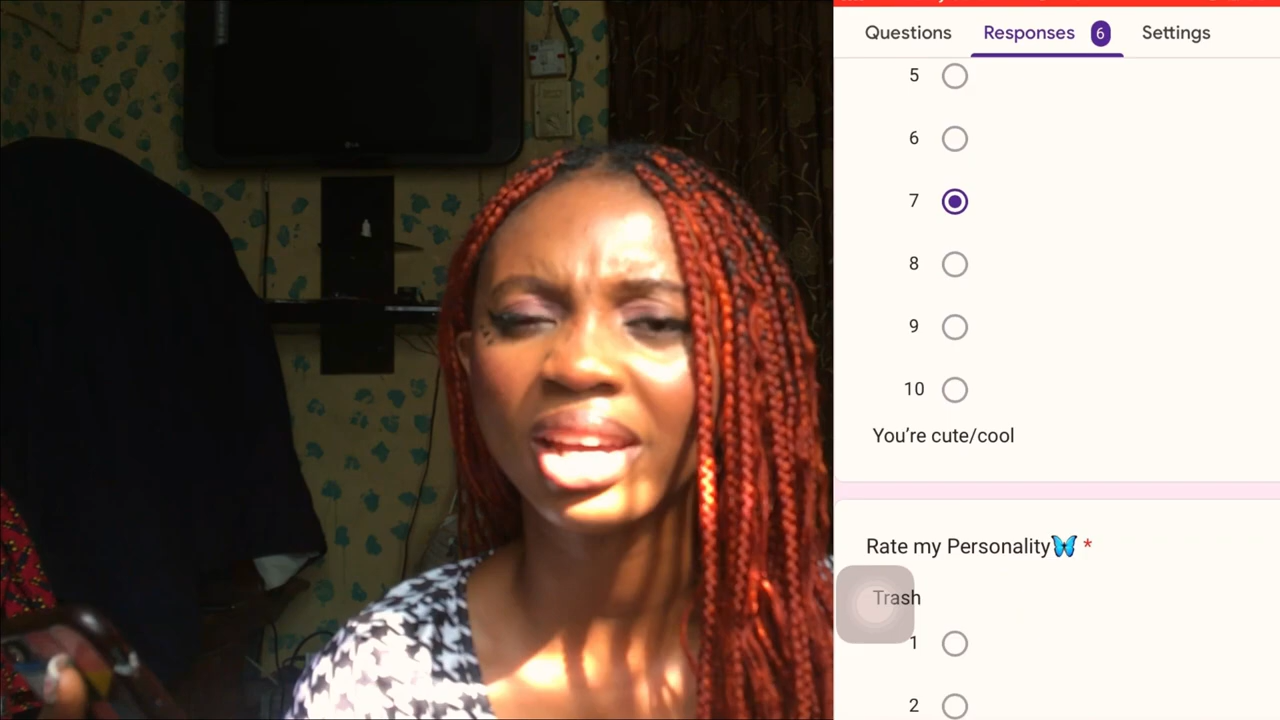 LG
Questions Responses 6 Settings
5
6
7
8
9
10
You’re cute/cool
Rate my Personality🦋 *
Trash
1
2